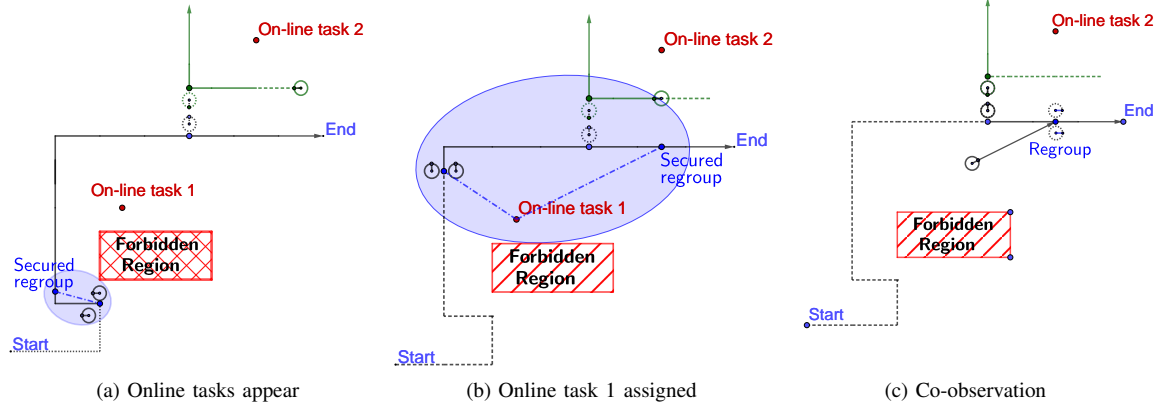 On-line task 2
End
On-line task 1
Forbidden
Region
Secured
regroup
Start
(a) Online tasks appear
On-line task 2
End
Secured
regroup
On-line task 1
Forbidden
Region
Start
(b) Online task 1 assigned
On-line task 2
End
Regroup
Forbidden
Region
Start
(c) Co-observation